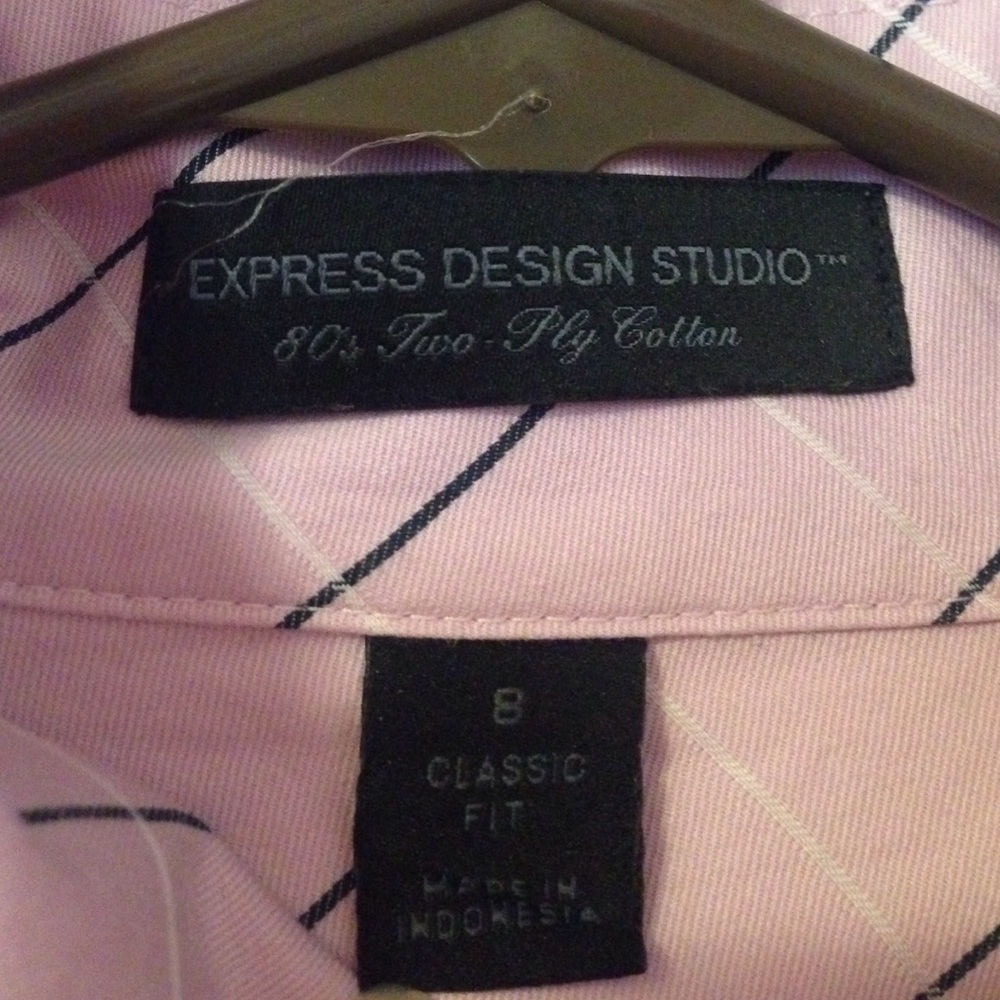 EXPRESS DESIGN STUDIO™
80's Two-Ply Cotton
8
CLASSIC
FIT
MADE IN
INDONESIA